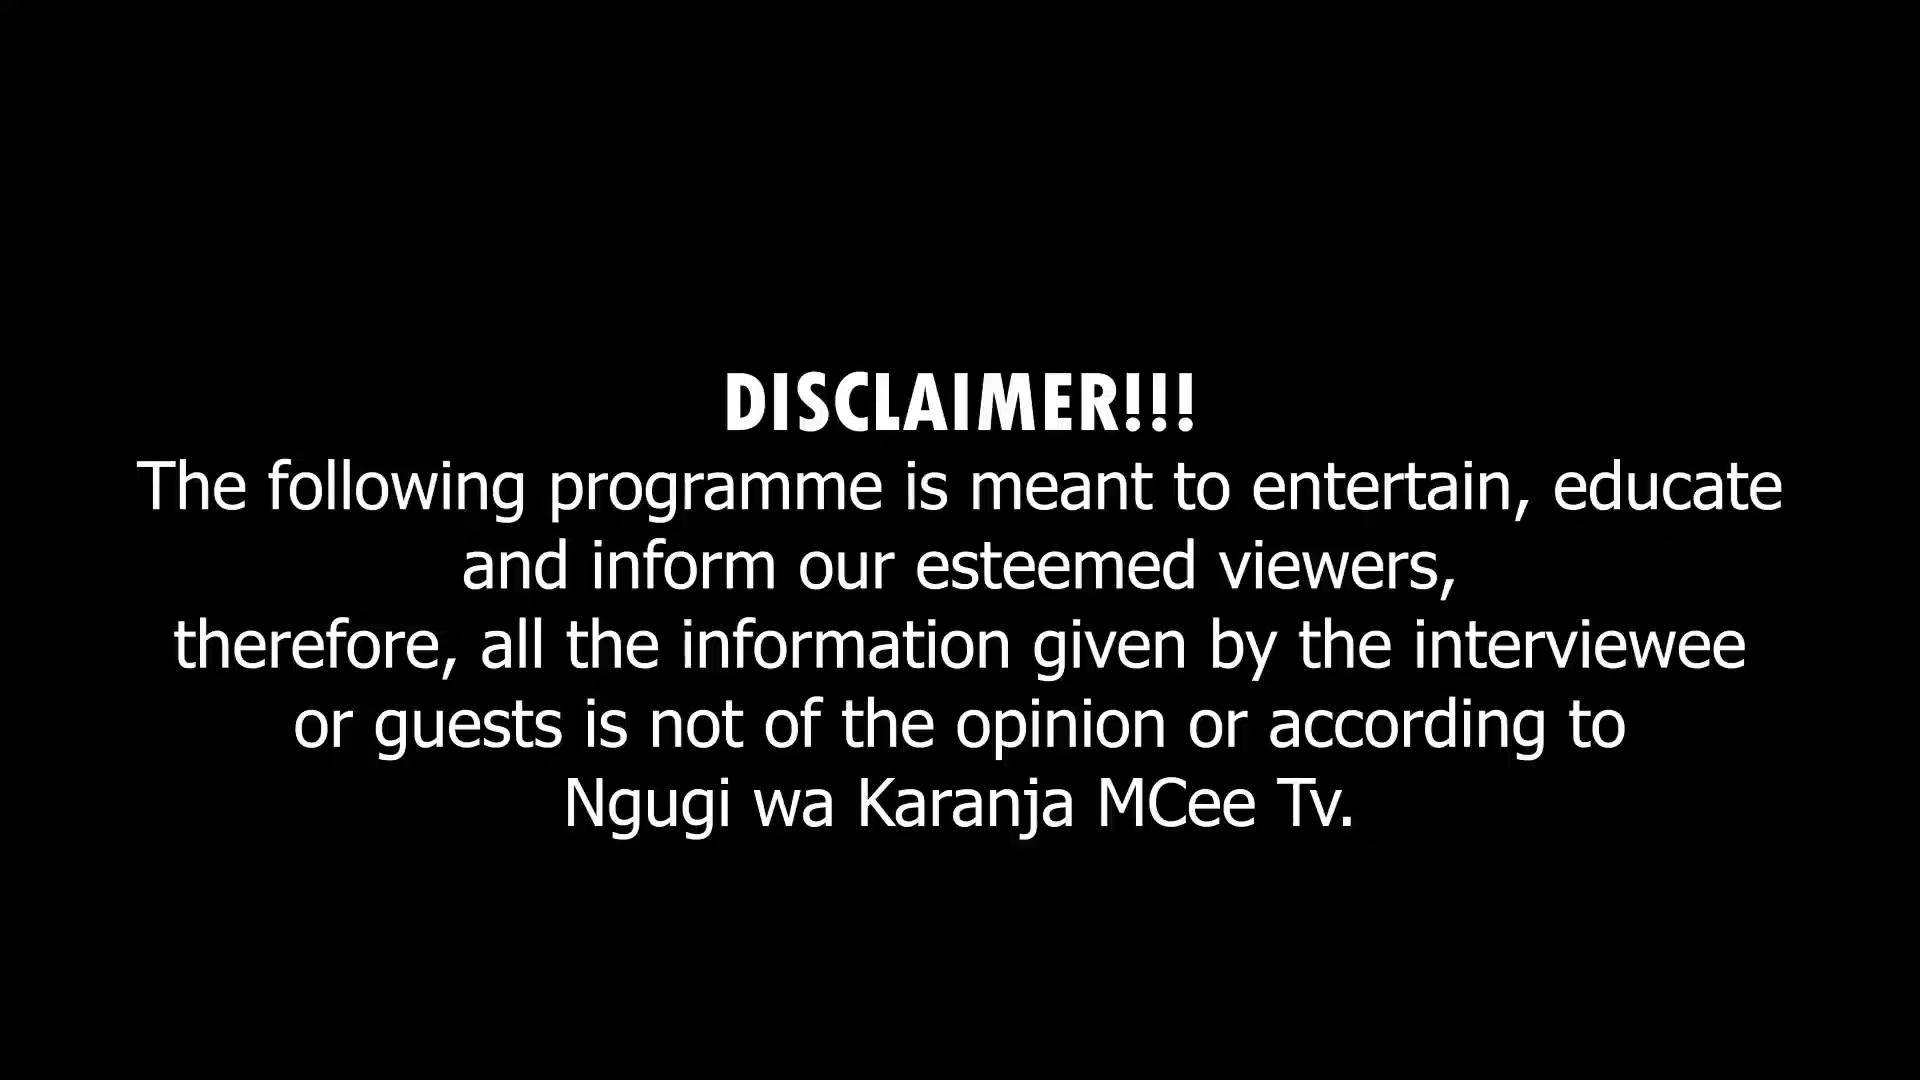 DISCLAIMER!!!
The following programme is meant to entertain, educate
and inform our esteemed viewers,
therefore, all the information given by the interviewee
or guests is not of the opinion or according to
Ngugi wa Karanja MCee Tv.